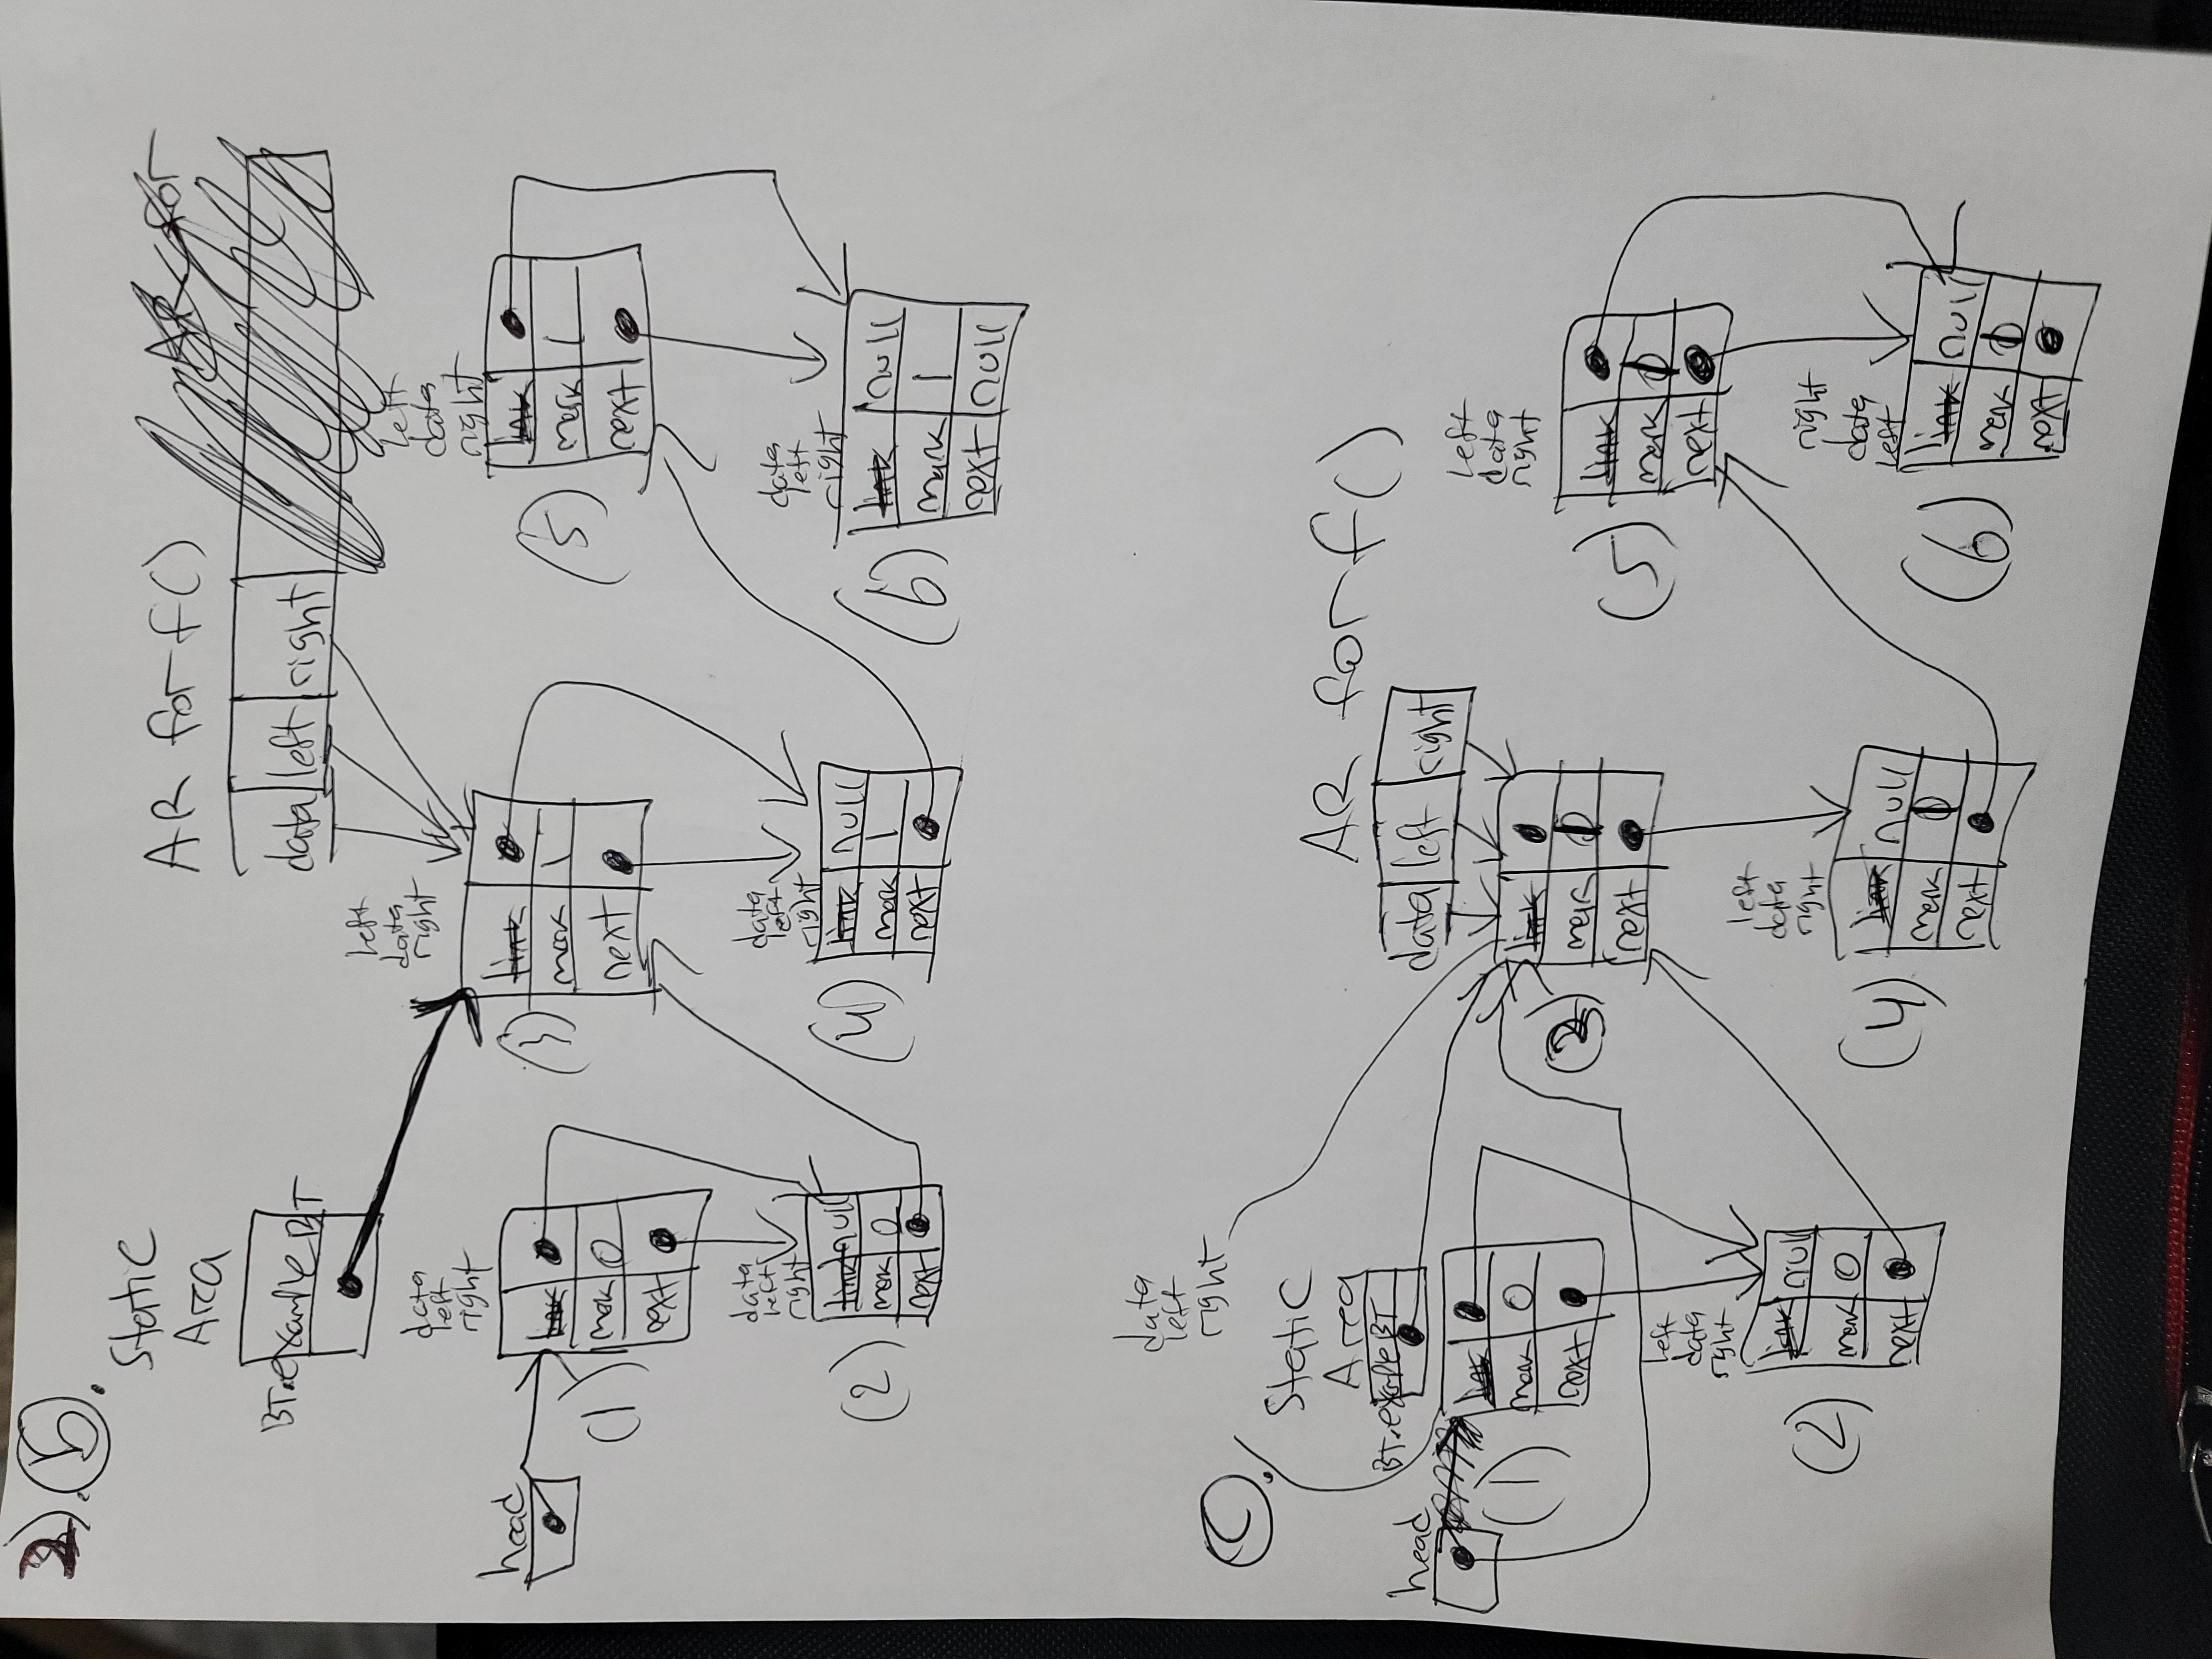 2). (b).
Static
Area
AR for f()
BT.exampleBT
data left right
data
left
right
left
data
right
left
data
right
head
(1)
link
mark 0
next
(3)
link
mark 1
next
(5)
link
mark 1
next
data
left
right
(2)
link null
mark 0
next
data
left
right
(4)
link null
mark 1
next
data
left
right
(6)
link null
mark 1
next null
data
left
right
(C).
Static
Area
AR for f()
BT.exampleBT
data left right
head
(1)
link
mark 0
next
(3)
link
mark
next
left
data
right
(5)
link
mark
next
left
data
right
(2)
link null
mark 0
next
left
data
right
(4)
link null
mark
next
right
data
left
(6)
link null
mark
next